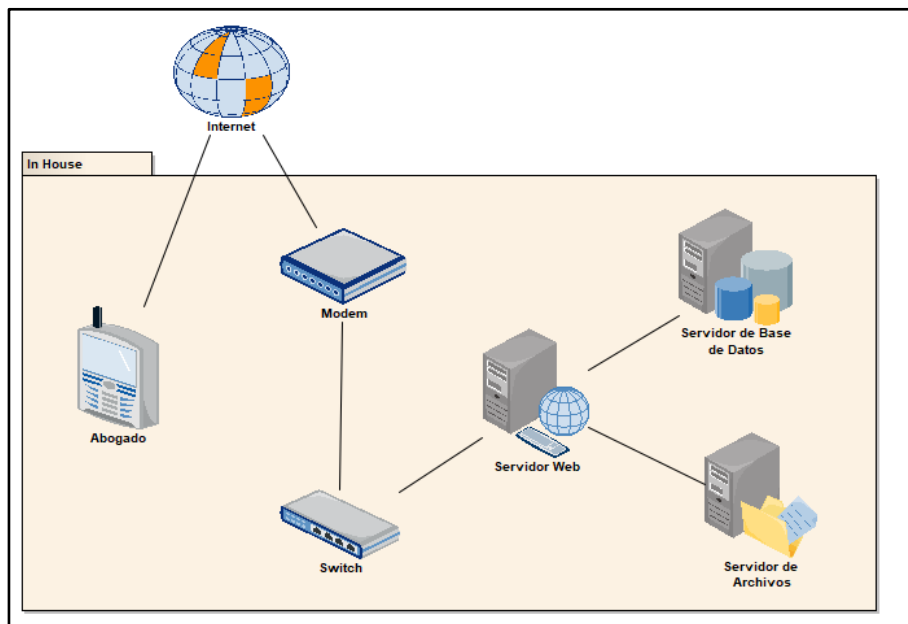 Internet
In House
Modem
Servidor de Base
de Datos
Abogado
Servidor Web
Switch
Servidor de
Archivos